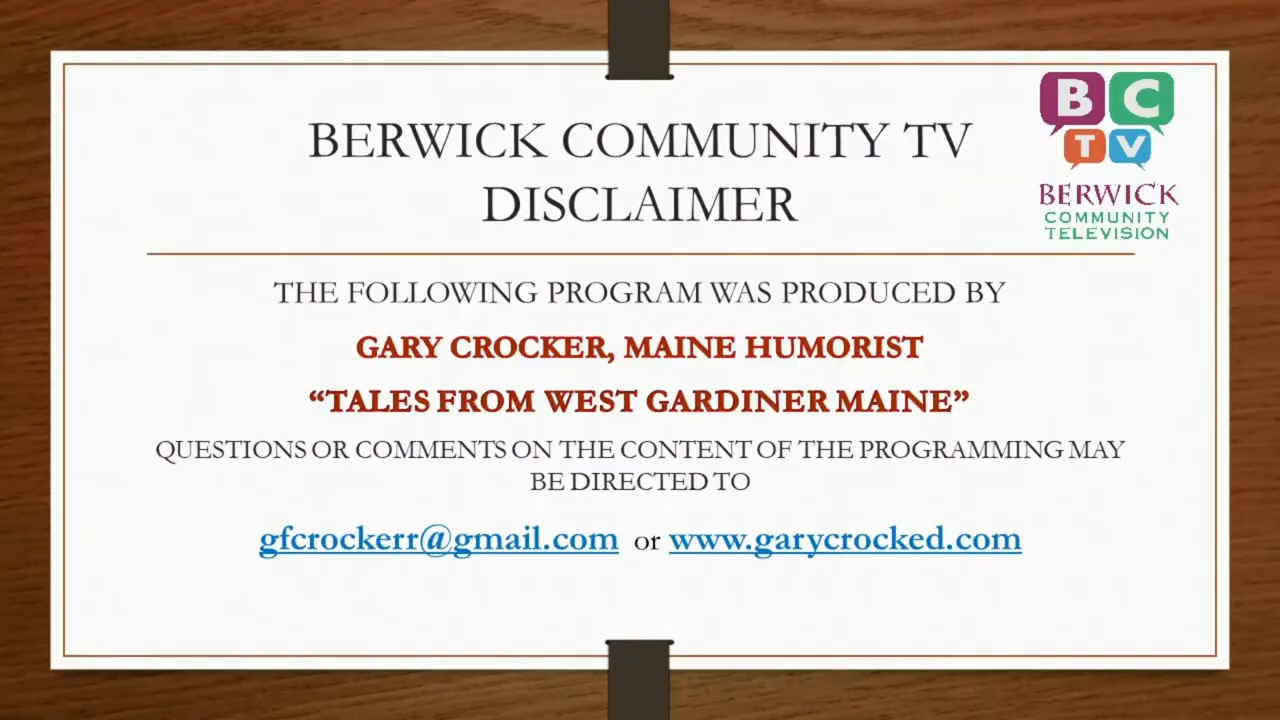 BERWICK COMMUNITY TV
DISCLAIMER
B C
T V
BERWICK
COMMUNITY
TELEVISION
THE FOLLOWING PROGRAM WAS PRODUCED BY
GARY CROCKER, MAINE HUMORIST
“TALES FROM WEST GARDINER MAINE”
QUESTIONS OR COMMENTS ON THE CONTENT OF THE PROGRAMMING MAY
BE DIRECTED TO
gfcrockerr@gmail.com or www.garycrocked.com